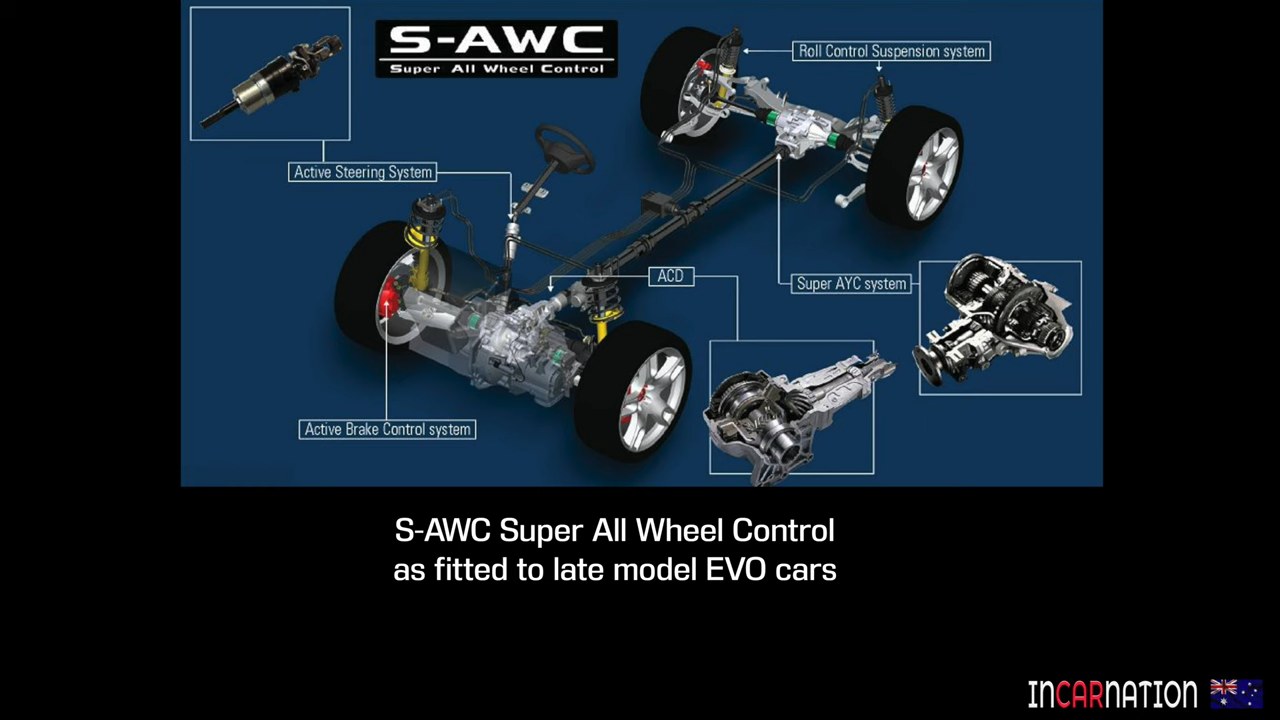 S-AWC
Super All Wheel Control
Roll Control Suspension system
Active Steering System
ACD
Super AYC system
Active Brake Control system
S-AWC Super All Wheel Control
as fitted to late model EVO cars
INCARNATION